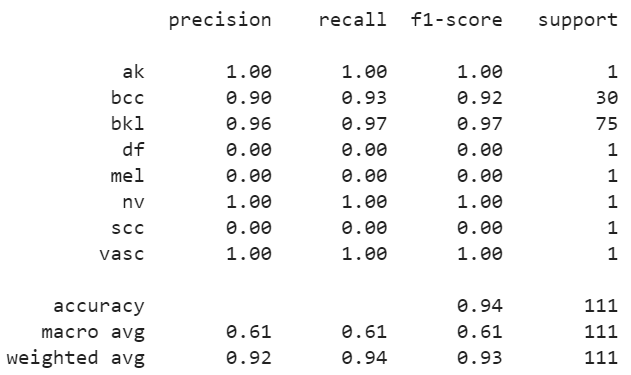 precision recall f1-score support
ak 1.00 1.00 1.00 1
bcc 0.90 0.93 0.92 30
bkl 0.96 0.97 0.97 75
df 0.00 0.00 0.00 1
mel 0.00 0.00 0.00 1
nv 1.00 1.00 1.00 1
scc 0.00 0.00 0.00 1
vasc 1.00 1.00 1.00 1
accuracy 0.94 111
macro avg 0.61 0.61 0.61 111
weighted avg 0.92 0.94 0.93 111